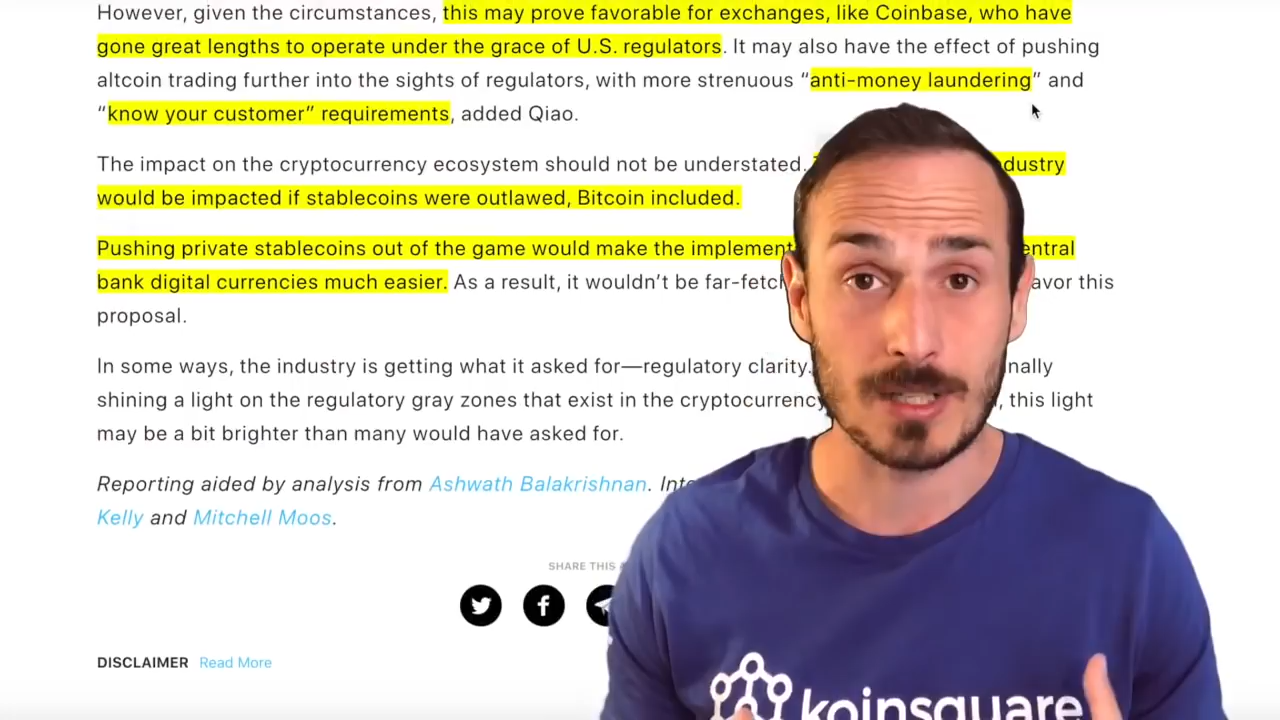 However, given the circumstances, this may prove favorable for exchanges, like Coinbase, who have
gone great lengths to operate under the grace of U.S. regulators. It may also have the effect of pushing
altcoin trading further into the sights of regulators, with more strenuous “anti-money laundering” and
“know your customer” requirements, added Qiao.
The impact on the cryptocurrency ecosystem should not be understated.
would be impacted if stablecoins were outlawed, Bitcoin included.
Pushing private stablecoins out of the game would make the
bank digital currencies much easier. As a result, it wouldn’t be this
proposal.
In some ways, the industry is getting what it asked for—regulatory clarity.
shining a light on the regulatory gray zones that exist in the cryptocurrency , this light
may be a bit brighter than many would have asked for.
Reporting aided by analysis from Ashwath Balakrishnan.
Kelly and Mitchell Moos.
SHARE THIS
DISCLAIMER Read More
koinsquare